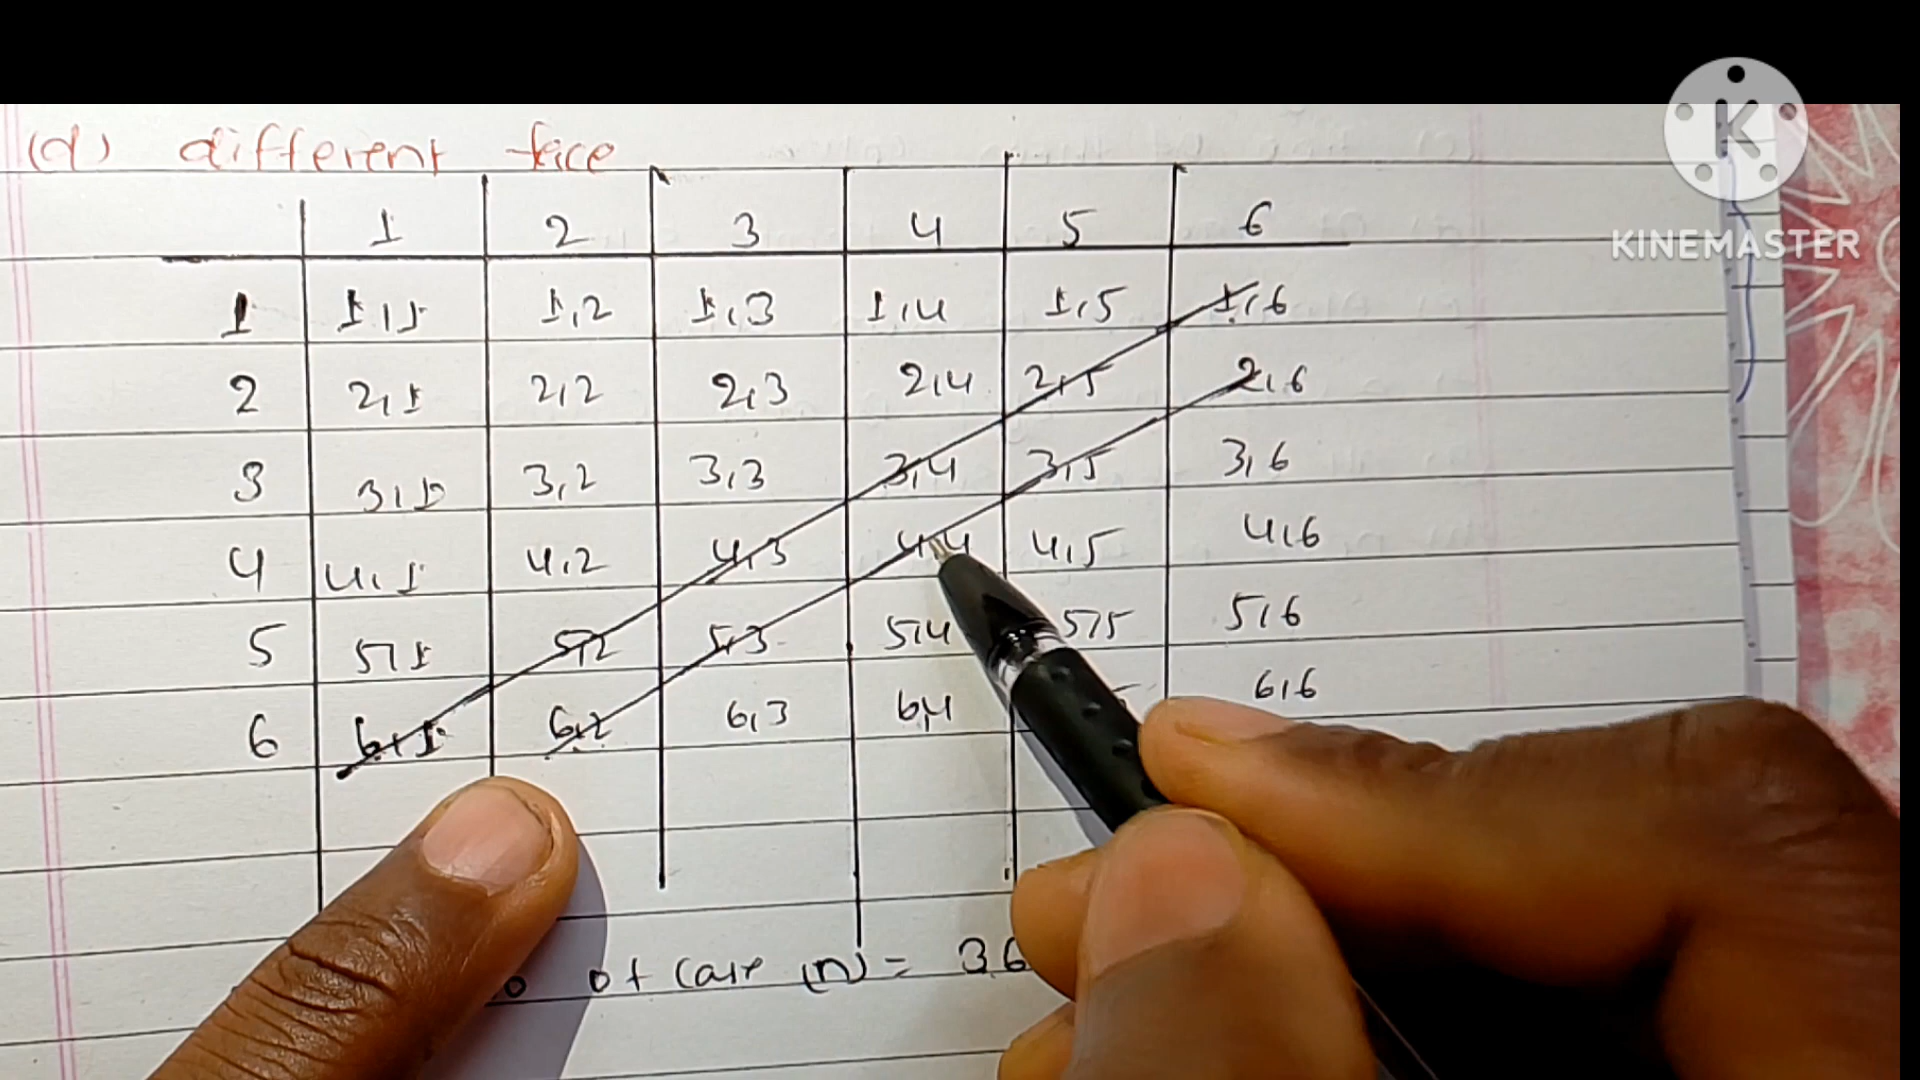 (d) different face
1 2 3 4 5 6
1 1,1 1,2 1,3 1,4 1,5 1,6
2 2,1 2,2 2,3 2,4 2,5 2,6
3 3,1 3,2 3,3 3,4 3,5 3,6
4 4,1 4,2 4,3 4,4 4,5 4,6
5 5,1 5,2 5,3 5,4 5,5 5,6
6 6,1 6,2 6,3 6,4 6,6
of case (n) = 36
K
KINEMASTER